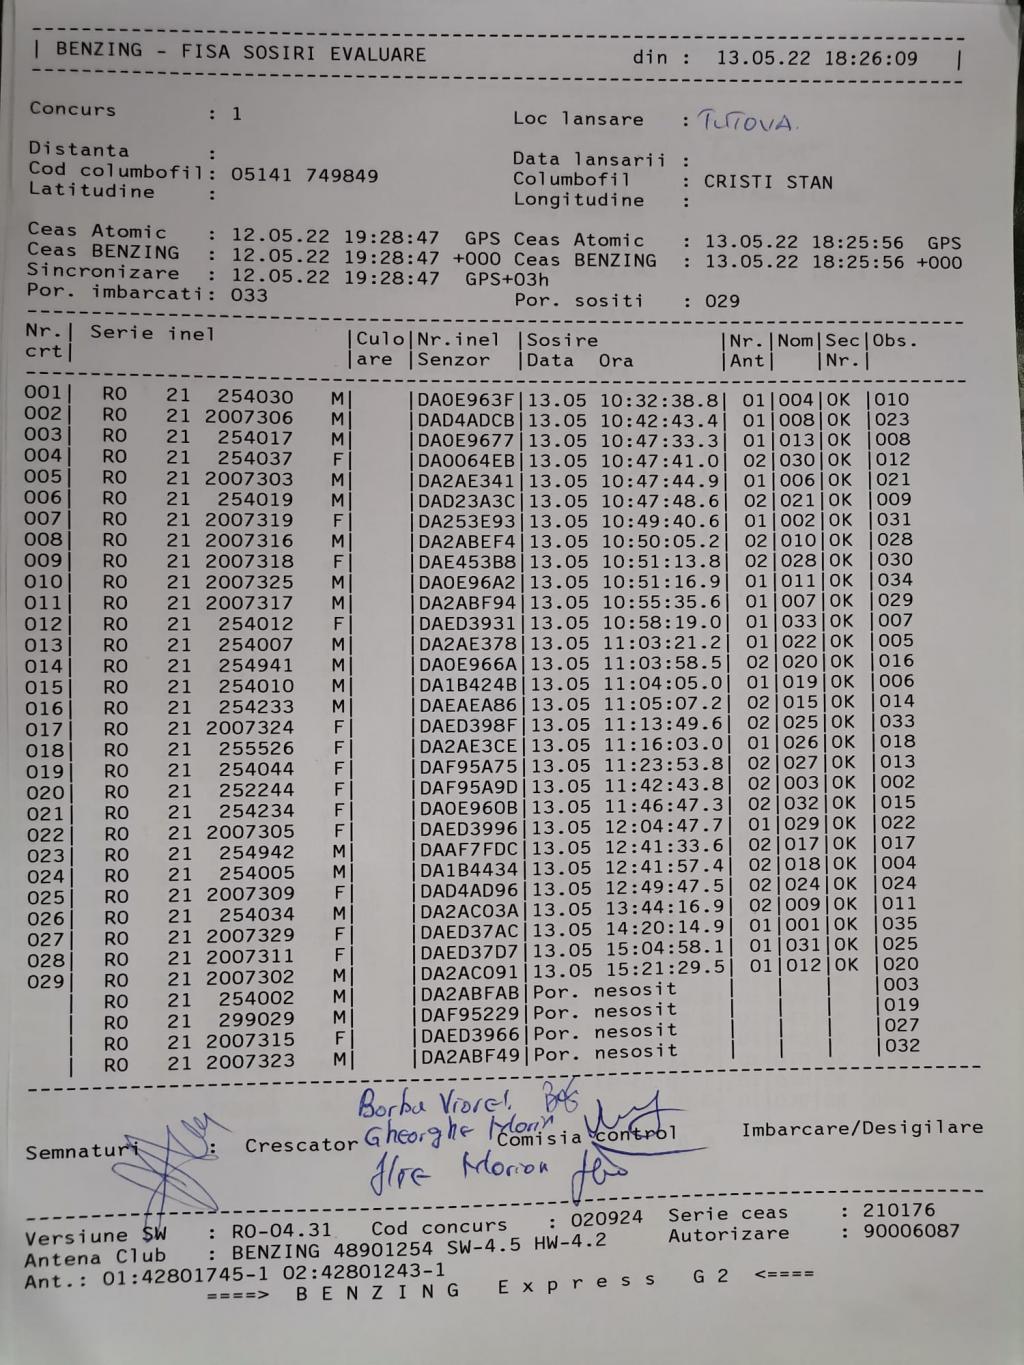 | BENZING - FISA SOSIRI EVALUARE din : 13.05.22 18:26:09 |
Concurs : 1 Loc lansare : TUTOVA.
Distanta : Data lansarii :
Cod columbofil: 05141 749849 Columbofil : CRISTI STAN
Latitudine : Longitudine :
Ceas Atomic : 12.05.22 19:28:47 GPS Ceas Atomic : 13.05.22 18:25:56 GPS
Ceas BENZING : 12.05.22 19:28:47 +000 Ceas BENZING : 13.05.22 18:25:56 +000
Sincronizare : 12.05.22 19:28:47 GPS+03h
Por. imbarcati: 033 Por. sositi : 029
Nr.| Serie inel |Culo|Nr.inel |Sosire |Nr.|Nom|Sec|Obs.
crt| |are |Senzor |Data Ora |Ant| |Nr.|
001| RO 21 254030 M| |DA0E963F|13.05 10:32:38.8| 01|004|OK |010
002| RO 21 2007306 M| |DAD4ADCB|13.05 10:42:43.4| 01|008|OK |023
003| RO 21 254017 M| |DA0E9677|13.05 10:47:33.3| 01|013|OK |008
004| RO 21 254037 F| |DA0064EB|13.05 10:47:41.0| 02|030|OK |012
005| RO 21 2007303 M| |DA2AE341|13.05 10:47:44.9| 01|006|OK |021
006| RO 21 254019 M| |DAD23A3C|13.05 10:47:48.6| 02|021|OK |009
007| RO 21 2007319 F| |DA253E93|13.05 10:49:40.6| 01|002|OK |031
008| RO 21 2007316 M| |DA2ABEF4|13.05 10:50:05.2| 02|010|OK |028
009| RO 21 2007318 F| |DAE453B8|13.05 10:51:13.8| 02|028|OK |030
010| RO 21 2007325 M| |DA0E96A2|13.05 10:51:16.9| 01|011|OK |034
011| RO 21 2007317 M| |DA2ABF94|13.05 10:55:35.6| 01|007|OK |029
012| RO 21 254012 F| |DAED3931|13.05 10:58:19.0| 01|033|OK |007
013| RO 21 254007 M| |DA2AE378|13.05 11:03:21.2| 01|022|OK |005
014| RO 21 254941 M| |DA0E966A|13.05 11:03:58.5| 02|020|OK |016
015| RO 21 254010 M| |DA1B424B|13.05 11:04:05.0| 01|019|OK |006
016| RO 21 254233 M| |DAEAEA86|13.05 11:05:07.2| 02|015|OK |014
017| RO 21 2007324 F| |DAED398F|13.05 11:13:49.6| 02|025|OK |033
018| RO 21 255526 F| |DA2AE3CE|13.05 11:16:03.0| 01|026|OK |018
019| RO 21 254044 F| |DAF95A75|13.05 11:23:53.8| 02|027|OK |013
020| RO 21 252244 F| |DAF95A9D|13.05 11:42:43.8| 02|003|OK |002
021| RO 21 254234 F| |DA0E960B|13.05 11:46:47.3| 02|032|OK |015
022| RO 21 2007305 F| |DAED3996|13.05 12:04:47.7| 01|029|OK |022
023| RO 21 254942 M| |DAAF7FDC|13.05 12:41:33.6| 02|017|OK |017
024| RO 21 254005 M| |DA1B4434|13.05 12:41:57.4| 02|018|OK |004
025| RO 21 2007309 F| |DAD4AD96|13.05 12:49:47.5| 02|024|OK |024
026| RO 21 254034 M| |DA2AC03A|13.05 13:44:16.9| 02|009|OK |011
027| RO 21 2007329 F| |DAED37AC|13.05 14:20:14.9| 01|001|OK |035
028| RO 21 2007311 F| |DAED37D7|13.05 15:04:58.1| 01|031|OK |025
029| RO 21 2007302 M| |DA2AC091|13.05 15:21:29.5| 01|012|OK |020
| RO 21 254002 M| |DA2ABFAB|Por. nesosit | | | |003
| RO 21 299029 M| |DAF95229|Por. nesosit | | | |019
| RO 21 2007315 F| |DAED3966|Por. nesosit | | | |027
| RO 21 2007323 M| |DA2ABF49|Por. nesosit | | | |032
Borba Viorel
Gheorghe Marin
Semnaturi : Crescator Comisia control Imbarcare/Desigilare
Ilie Marian
Versiune SW : RO-04.31 Cod concurs : 020924 Serie ceas : 210176
Antena Club : BENZING 48901254 SW-4.5 HW-4.2 Autorizare : 90006087
Ant.: 01:42801745-1 02:42801243-1
====> B E N Z I N G E x p r e s s G 2 <====